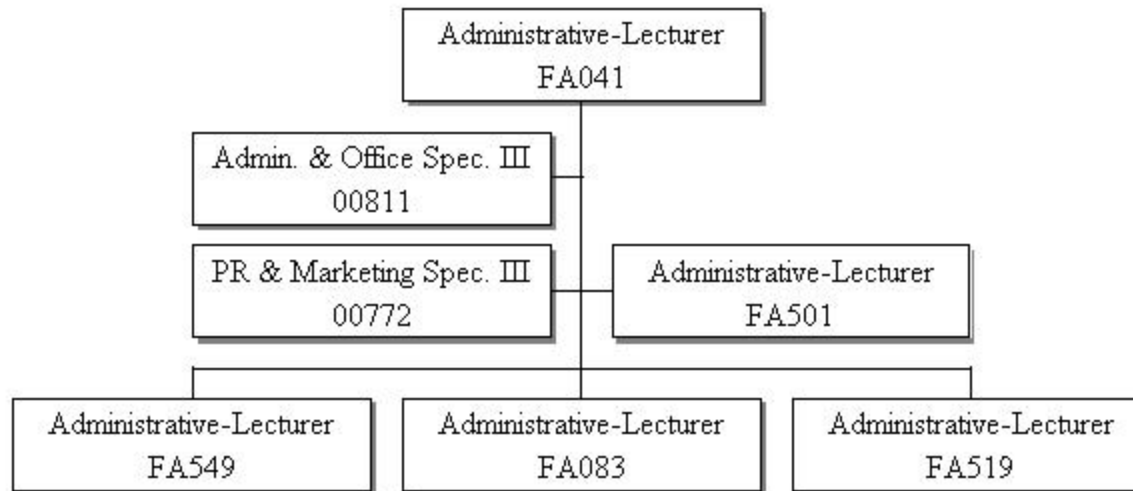 Administrative-Lecturer
FA041
Admin. & Office Spec. III
00811
PR & Marketing Spec. III
00772
Administrative-Lecturer
FA501
Administrative-Lecturer
FA549
Administrative-Lecturer
FA083
Administrative-Lecturer
FA519